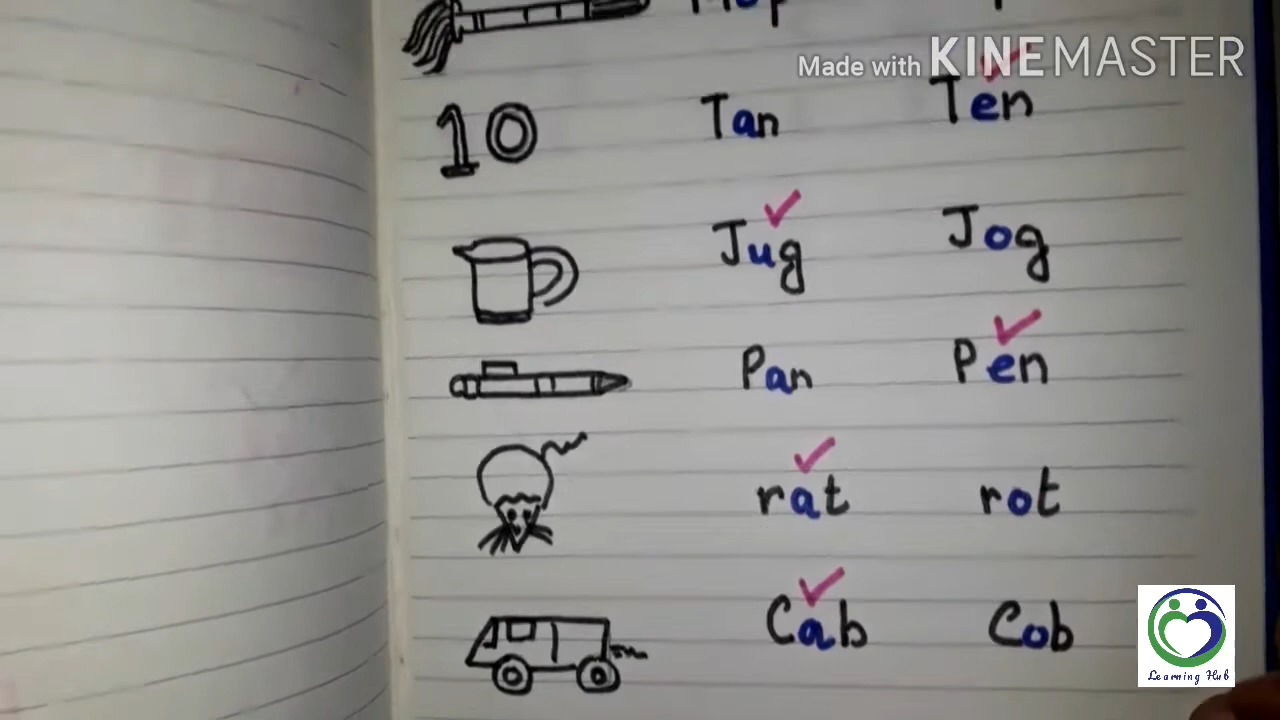 Made with KINEMASTER
10 Tan Ten
Jug Jog
Pan Pen
rat rot
Cab Cob
Learning Hub